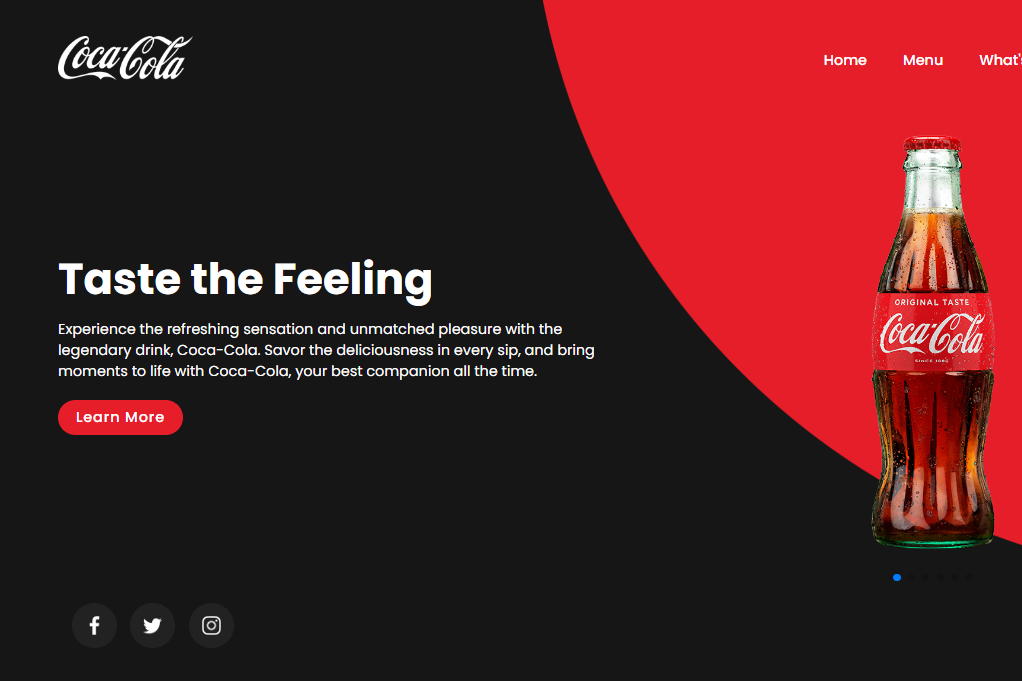 Coca-Cola
Home Menu What's
Taste the Feeling
Experience the refreshing sensation and unmatched pleasure with the
legendary drink, Coca-Cola. Savor the deliciousness in every sip, and bring
moments to life with Coca-Cola, your best companion all the time.
Learn More
ORIGINAL TASTE
Coca-Cola
SINCE 1886